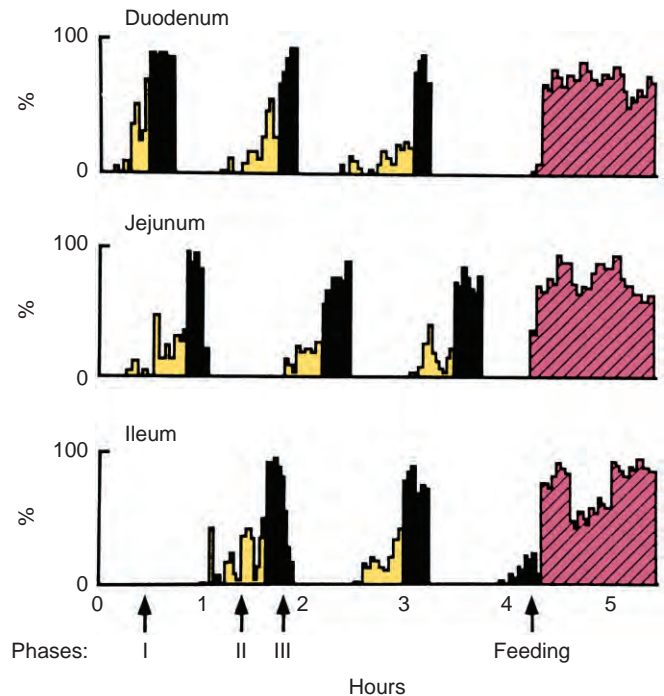 Duodenum
100
%
0
Jejunum
100
%
0
Ileum
100
%
0
0 1 2 3 4 5
Phases: I II III Feeding
Hours